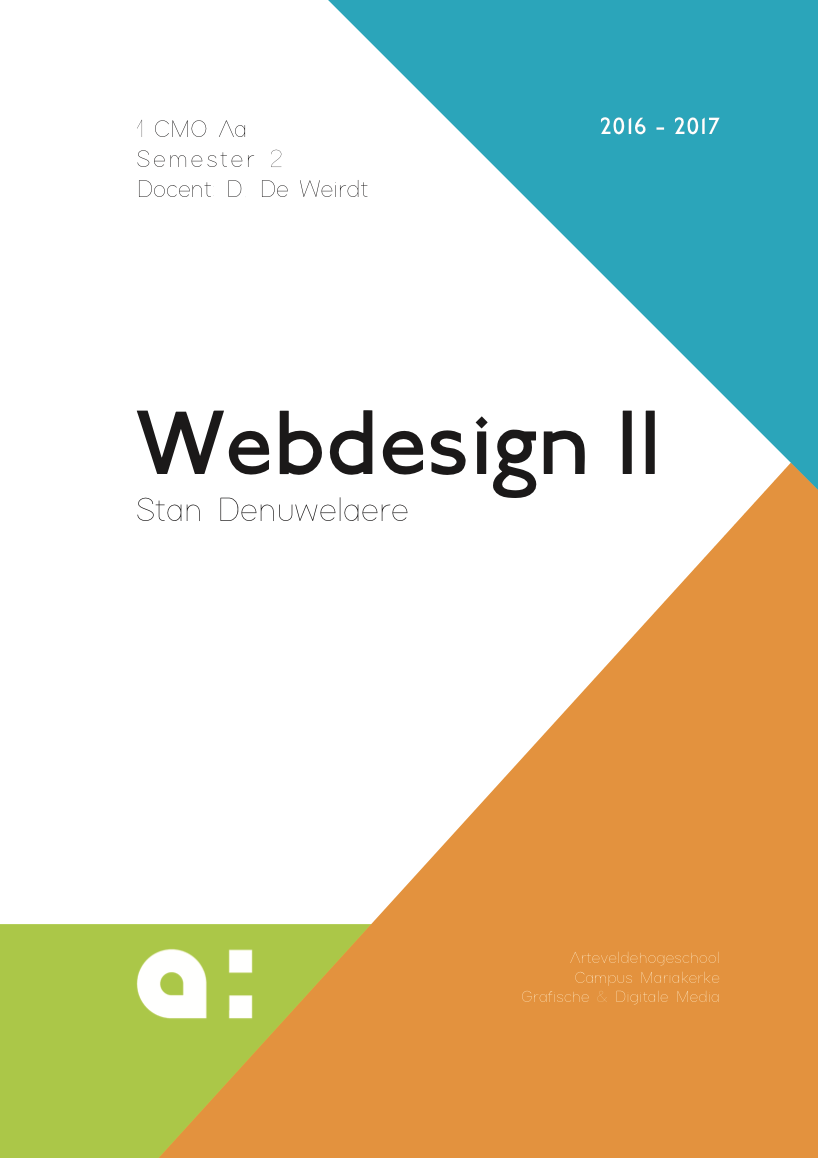 1 CMO Aa
Semester 2
Docent D De Weirdt
2016 - 2017
Webdesign II
Stan Denuwelaere
a:
Arteveldehogeschool
Campus Mariakerke
Grafische & Digitale Media